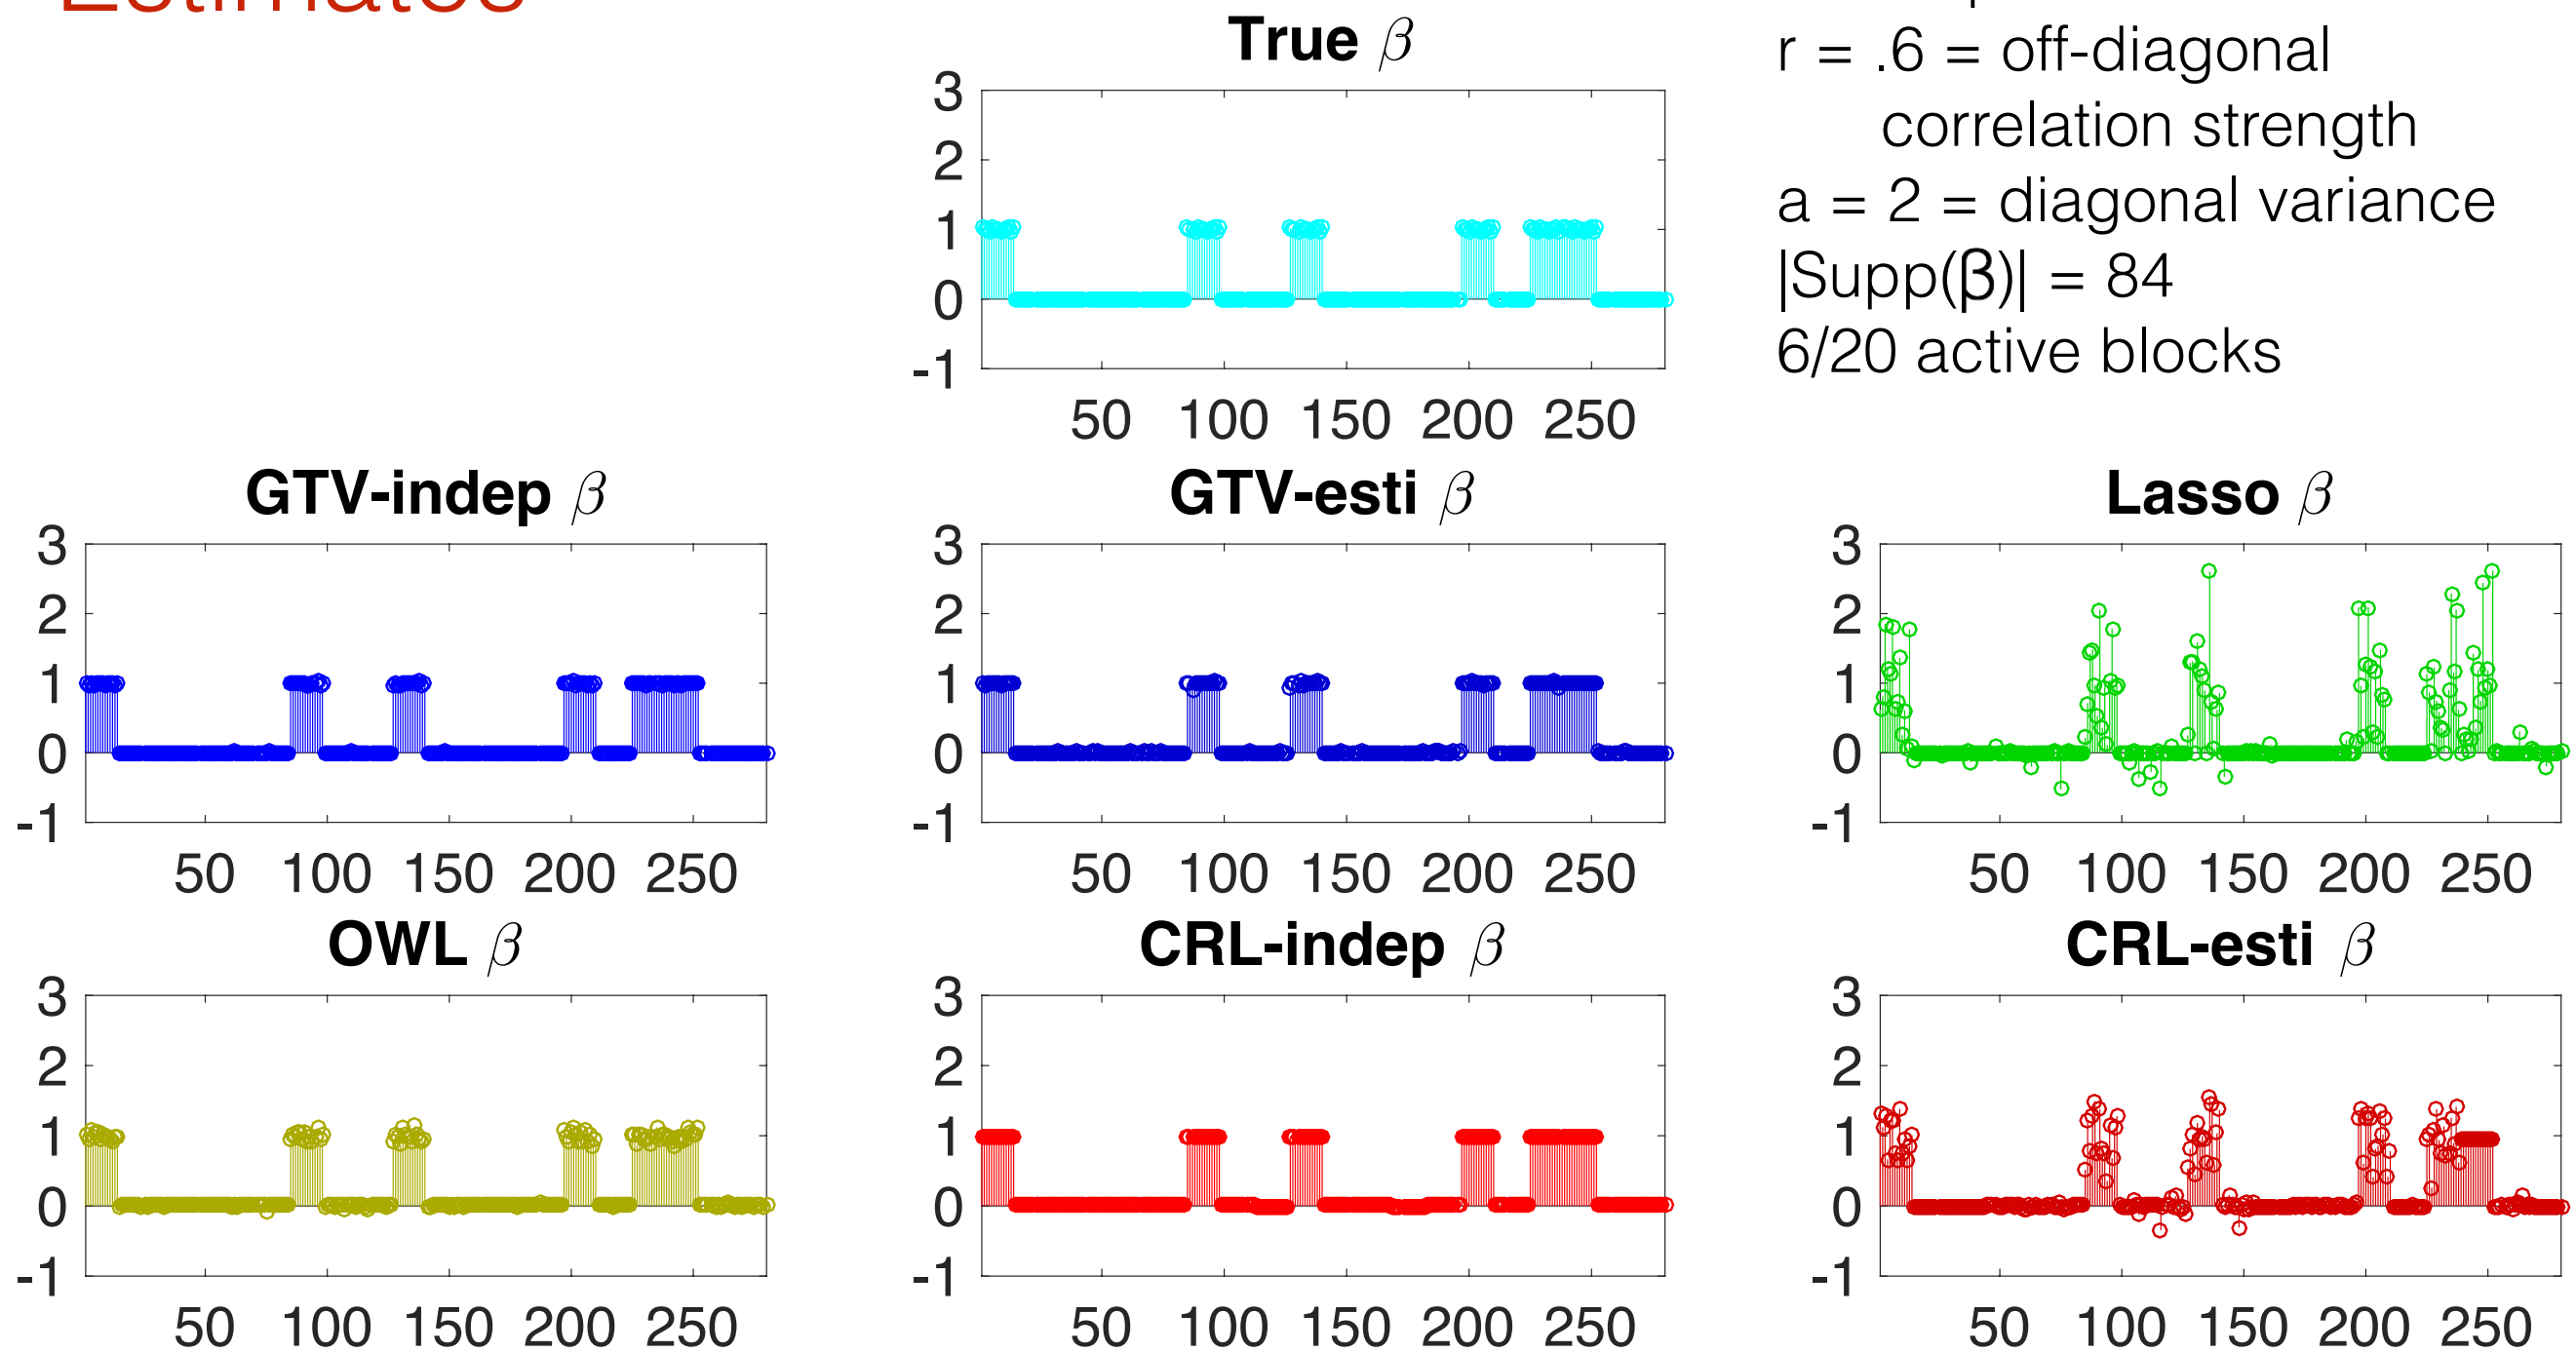 Estimates
r = .6 = off-diagonal
correlation strength
a = 2 = diagonal variance
|Supp(β)| = 84
6/20 active blocks
True β
3
2
1
0
-1
50 100 150 200 250
GTV-indep β
3
2
1
0
-1
50 100 150 200 250
GTV-esti β
3
2
1
0
-1
50 100 150 200 250
Lasso β
3
2
1
0
-1
50 100 150 200 250
OWL β
3
2
1
0
-1
50 100 150 200 250
CRL-indep β
3
2
1
0
-1
50 100 150 200 250
CRL-esti β
3
2
1
0
-1
50 100 150 200 250